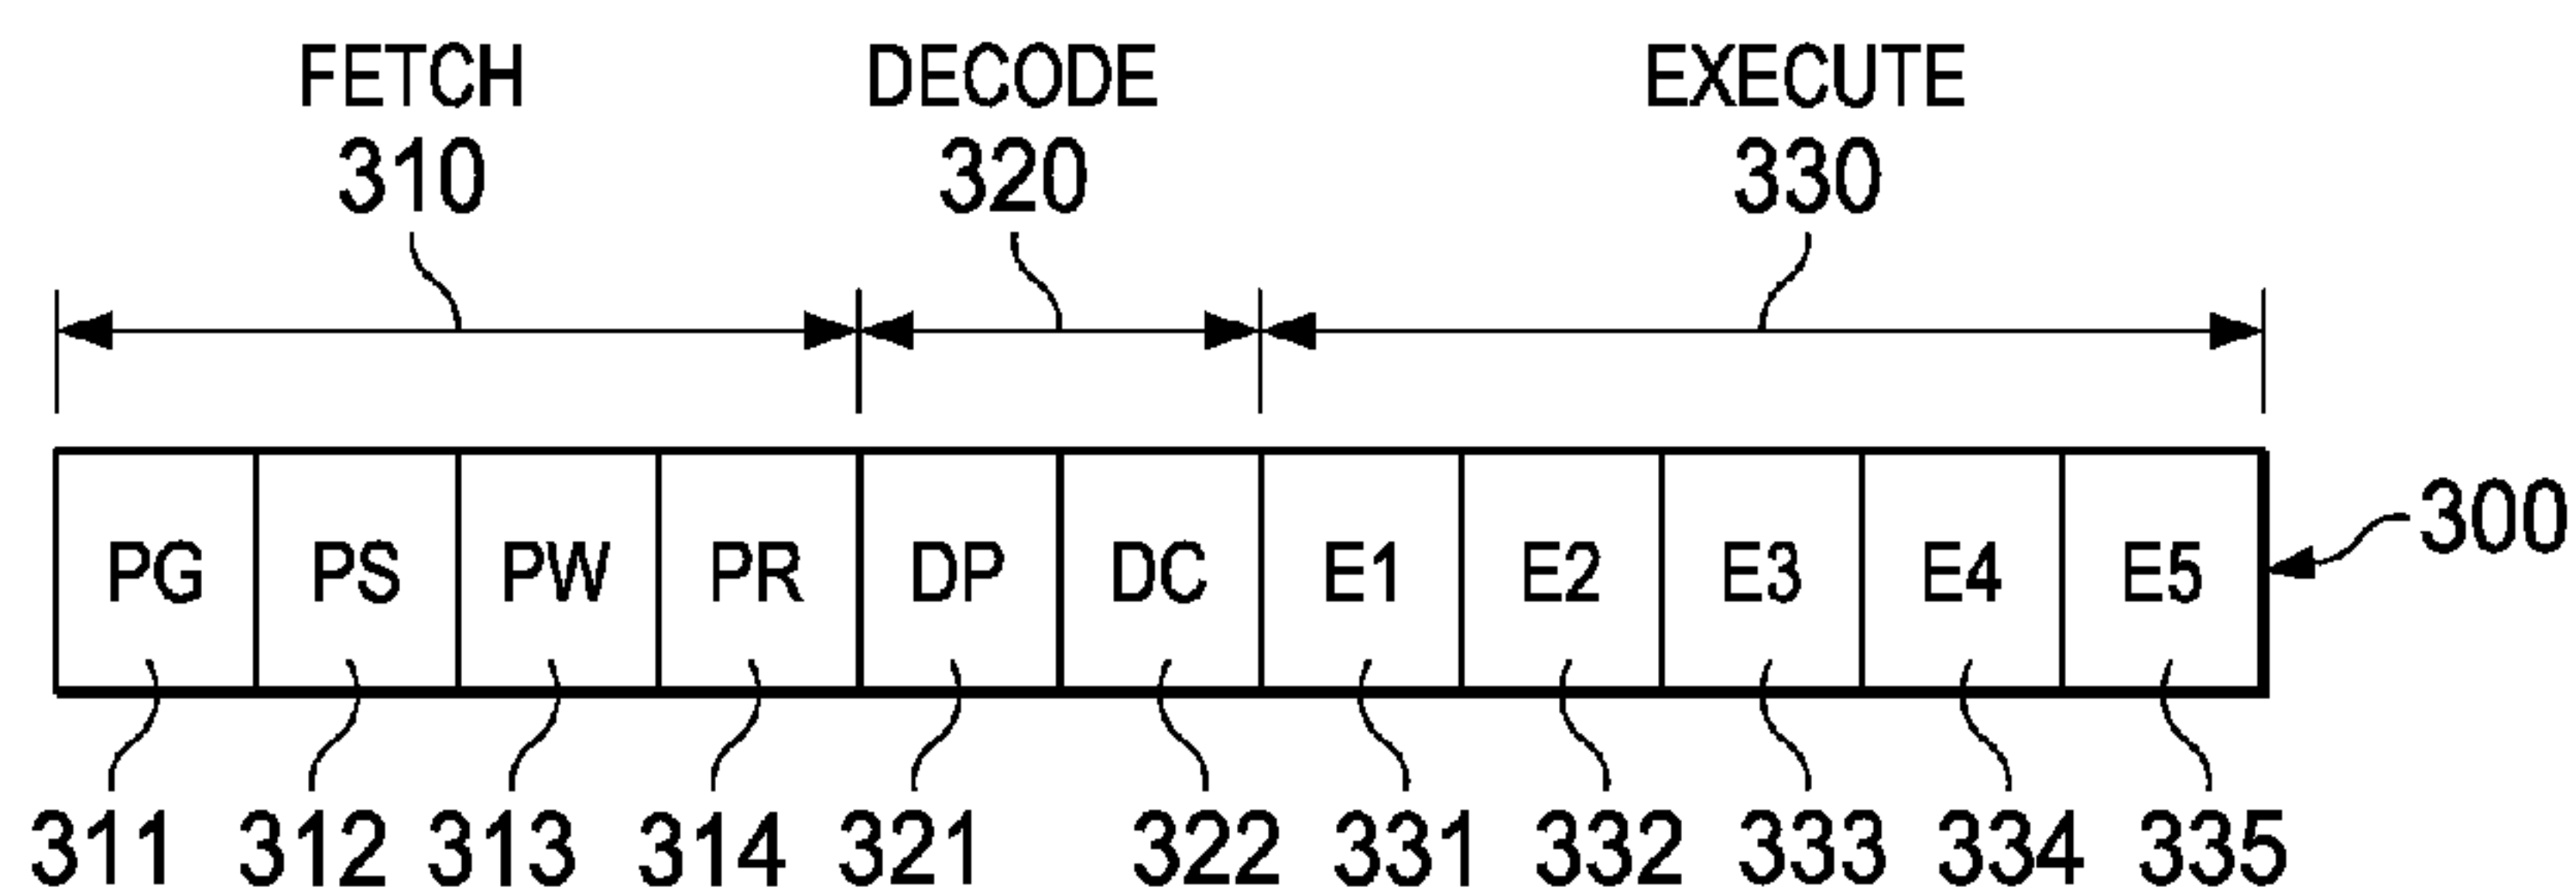 FETCH DECODE EXECUTE
310 320 330
PG PS PW PR DP DC E1 E2 E3 E4 E5
300
311 312 313 314 321 322 331 332 333 334 335